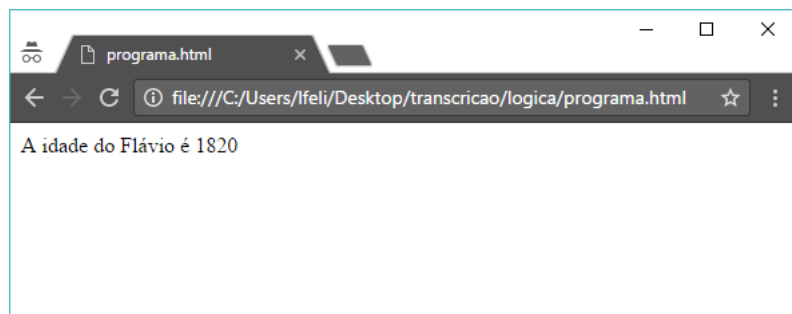 programa.html
file:///C:/Users/lfeli/Desktop/transcricao/logica/programa.html
A idade do Flávio é 1820